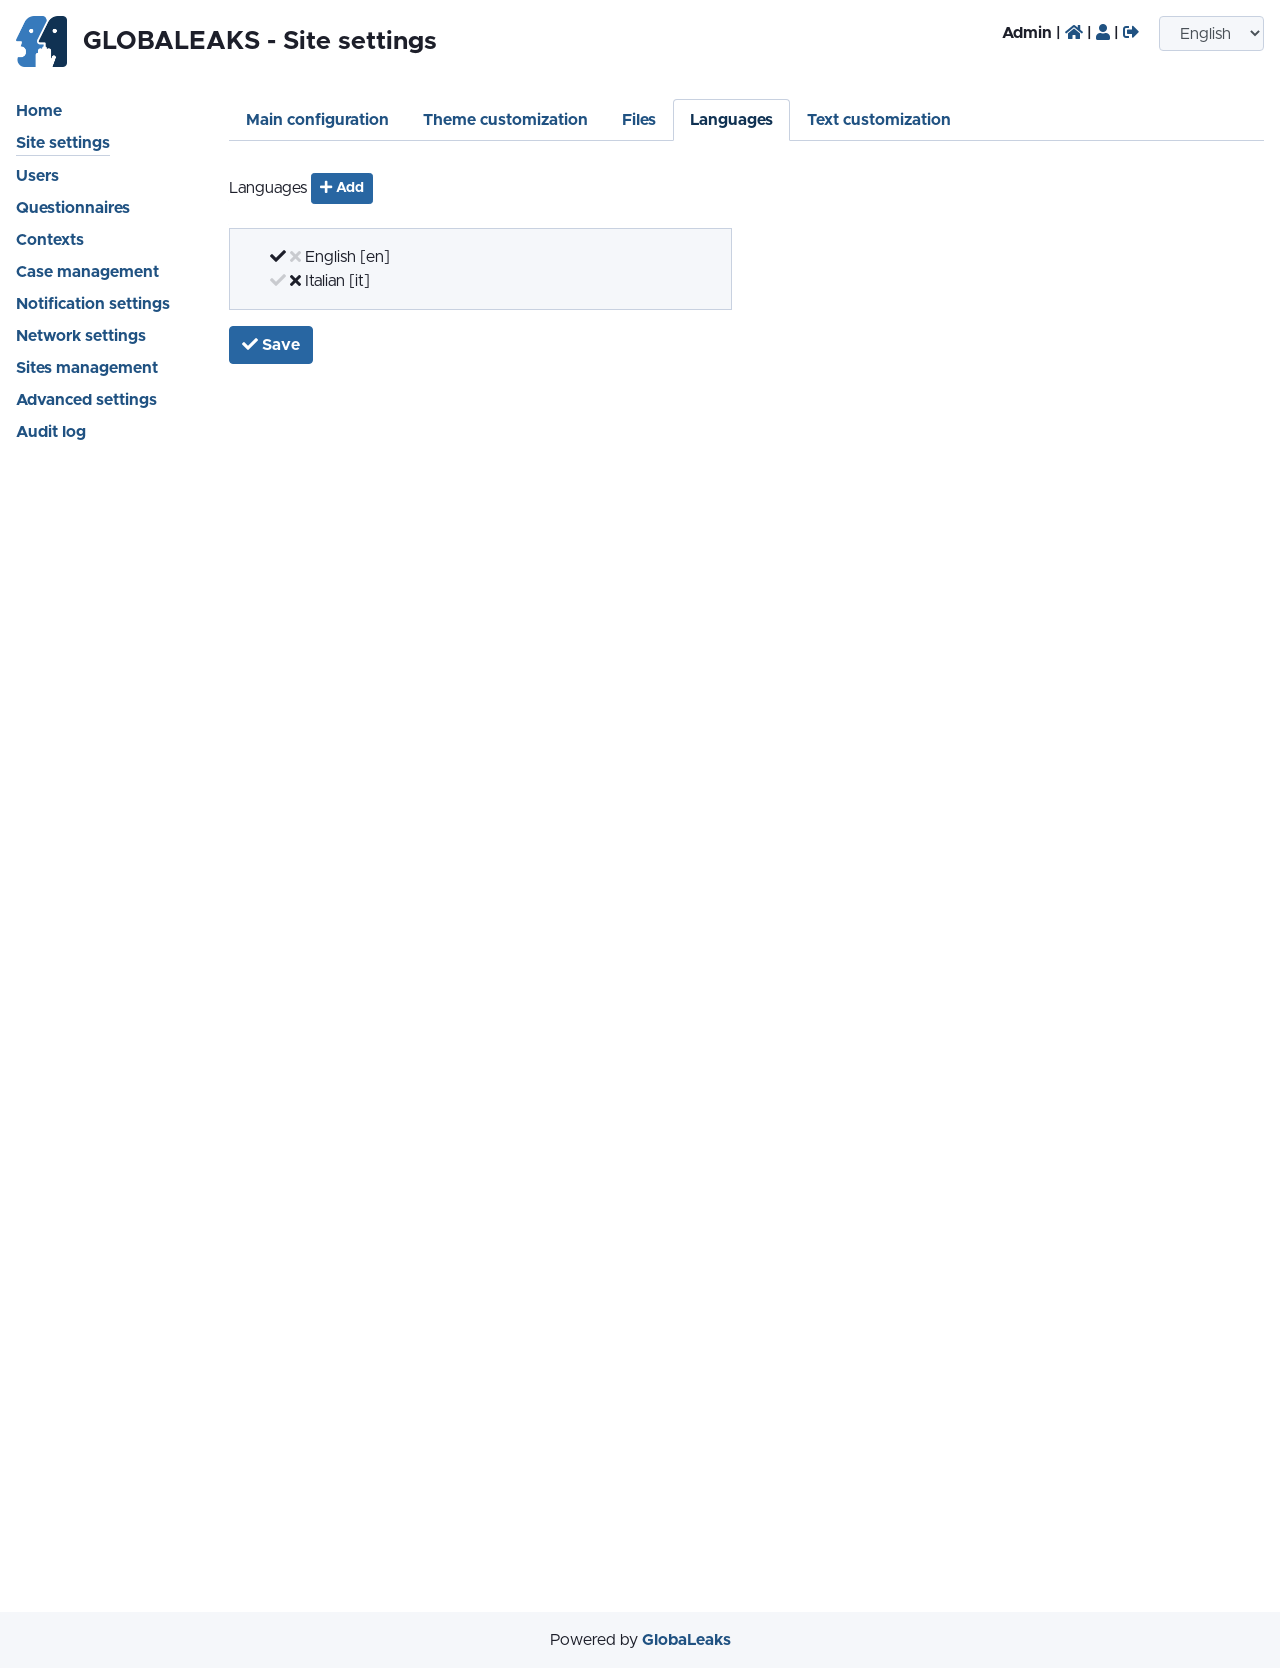 GLOBALEAKS - Site settings
Admin | | |
English
Home
Site settings
Users
Questionnaires
Contexts
Case management
Notification settings
Network settings
Sites management
Advanced settings
Audit log
Main configuration
Theme customization
Files
Languages
Text customization
Languages
Add
English [en]
Italian [it]
Save
Powered by GlobaLeaks